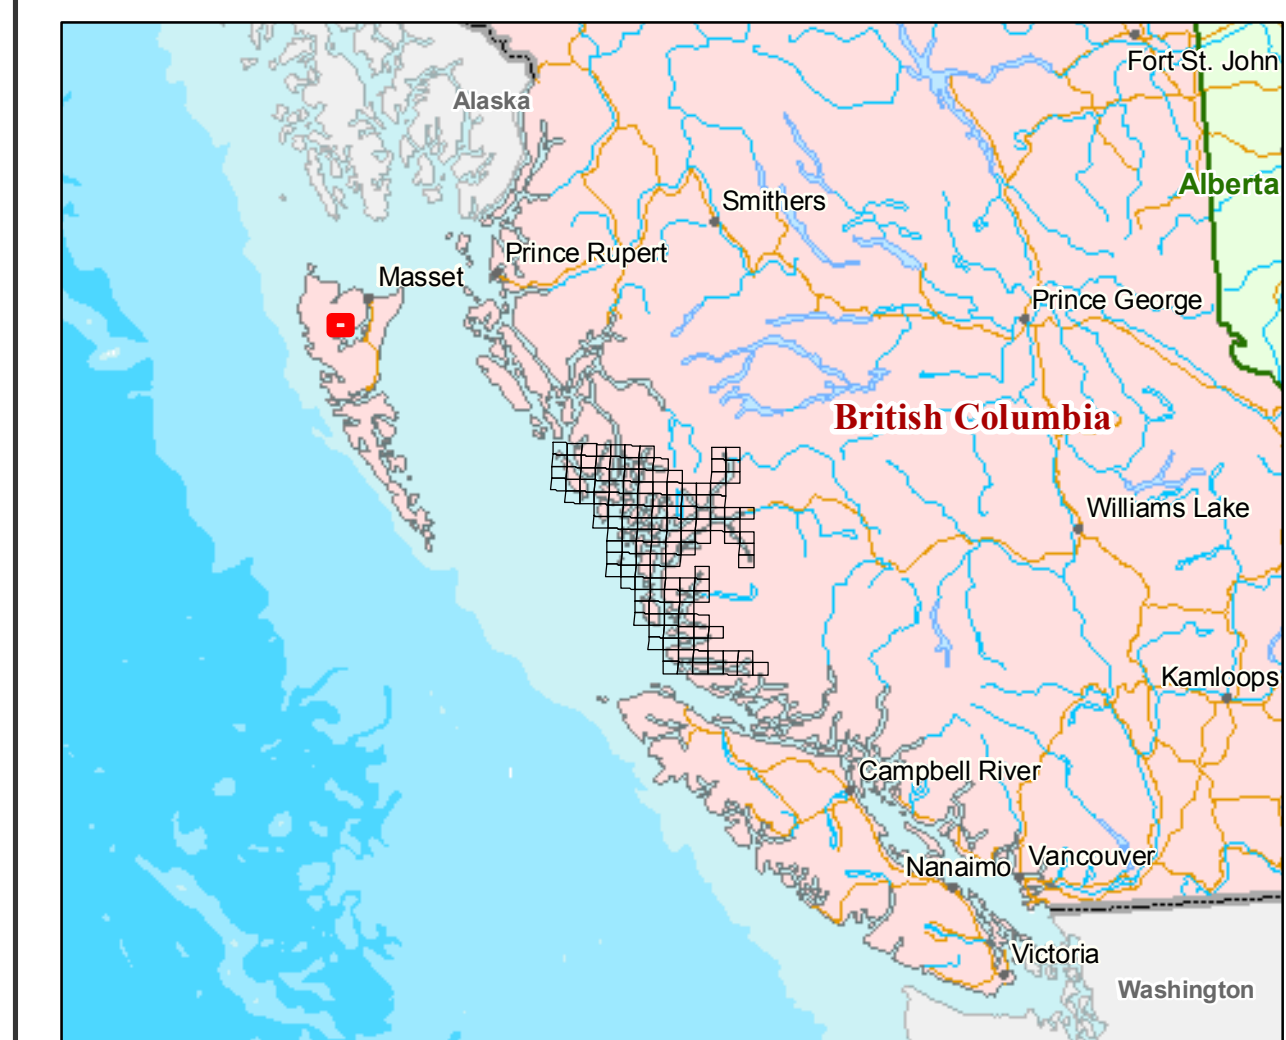 Fort St. John
Alaska
Alberta
Smithers
Prince Rupert
Masset
Prince George
British Columbia
Williams Lake
Kamloops
Campbell River
Vancouver
Nanaimo
Victoria
Washington